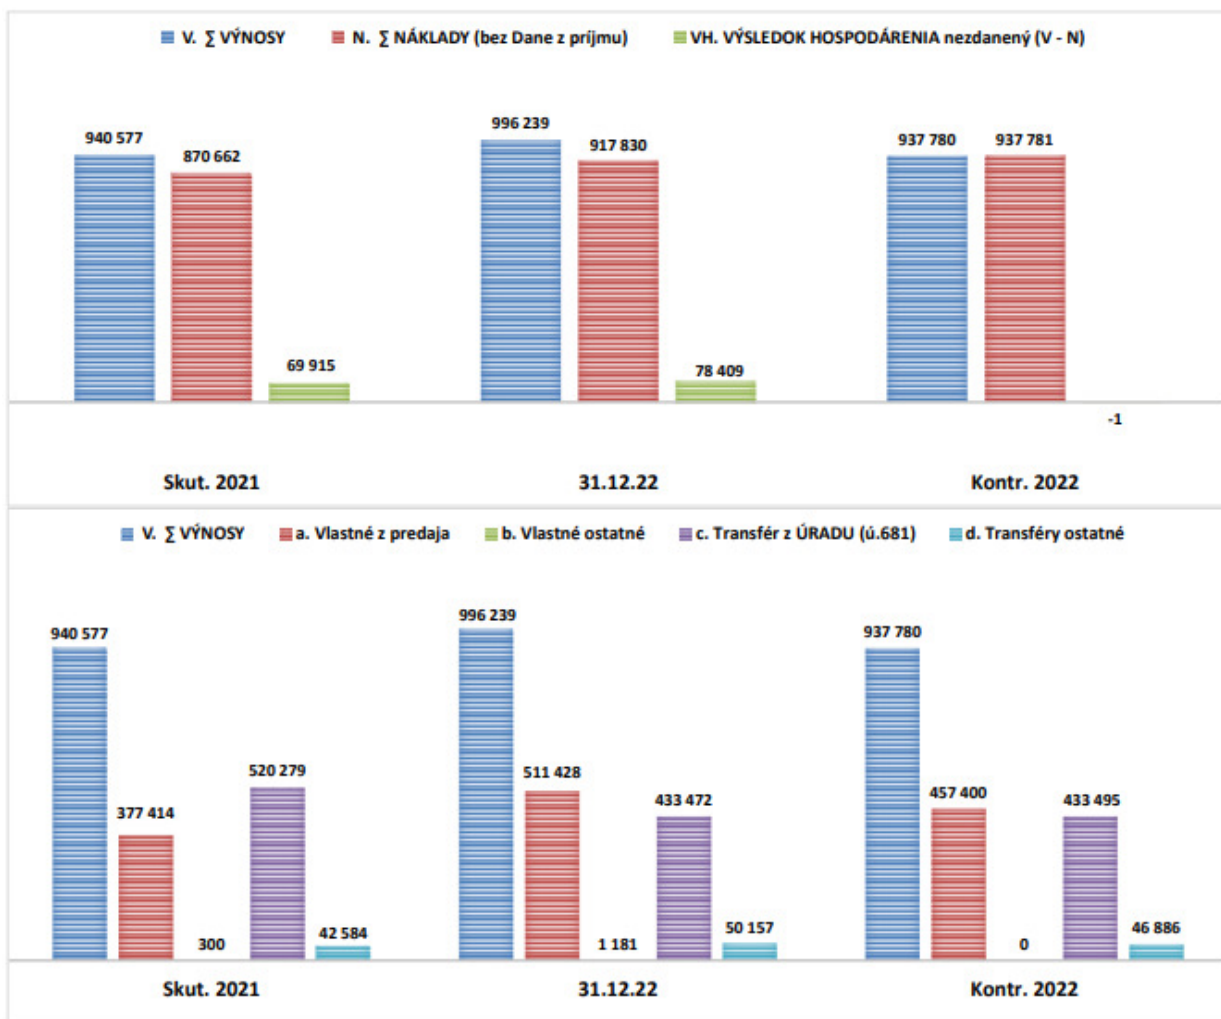 V. ∑ VÝNOSY N. ∑ NÁKLADY (bez Dane z príjmu) VH. VÝSLEDOK HOSPODÁRENIA nezdanený (V - N)
940 577 870 662 69 915 996 239 917 830 78 409 937 780 937 781 -1
Skut. 2021 31.12.22 Kontr. 2022
V. ∑ VÝNOSY a. Vlastné z predaja b. Vlastné ostatné c. Transfér z ÚRADU (ú.681) d. Transféry ostatné
940 577 377 414 300 520 279 42 584 996 239 511 428 1 181 433 472 50 157 937 780 457 400 0 433 495 46 886
Skut. 2021 31.12.22 Kontr. 2022